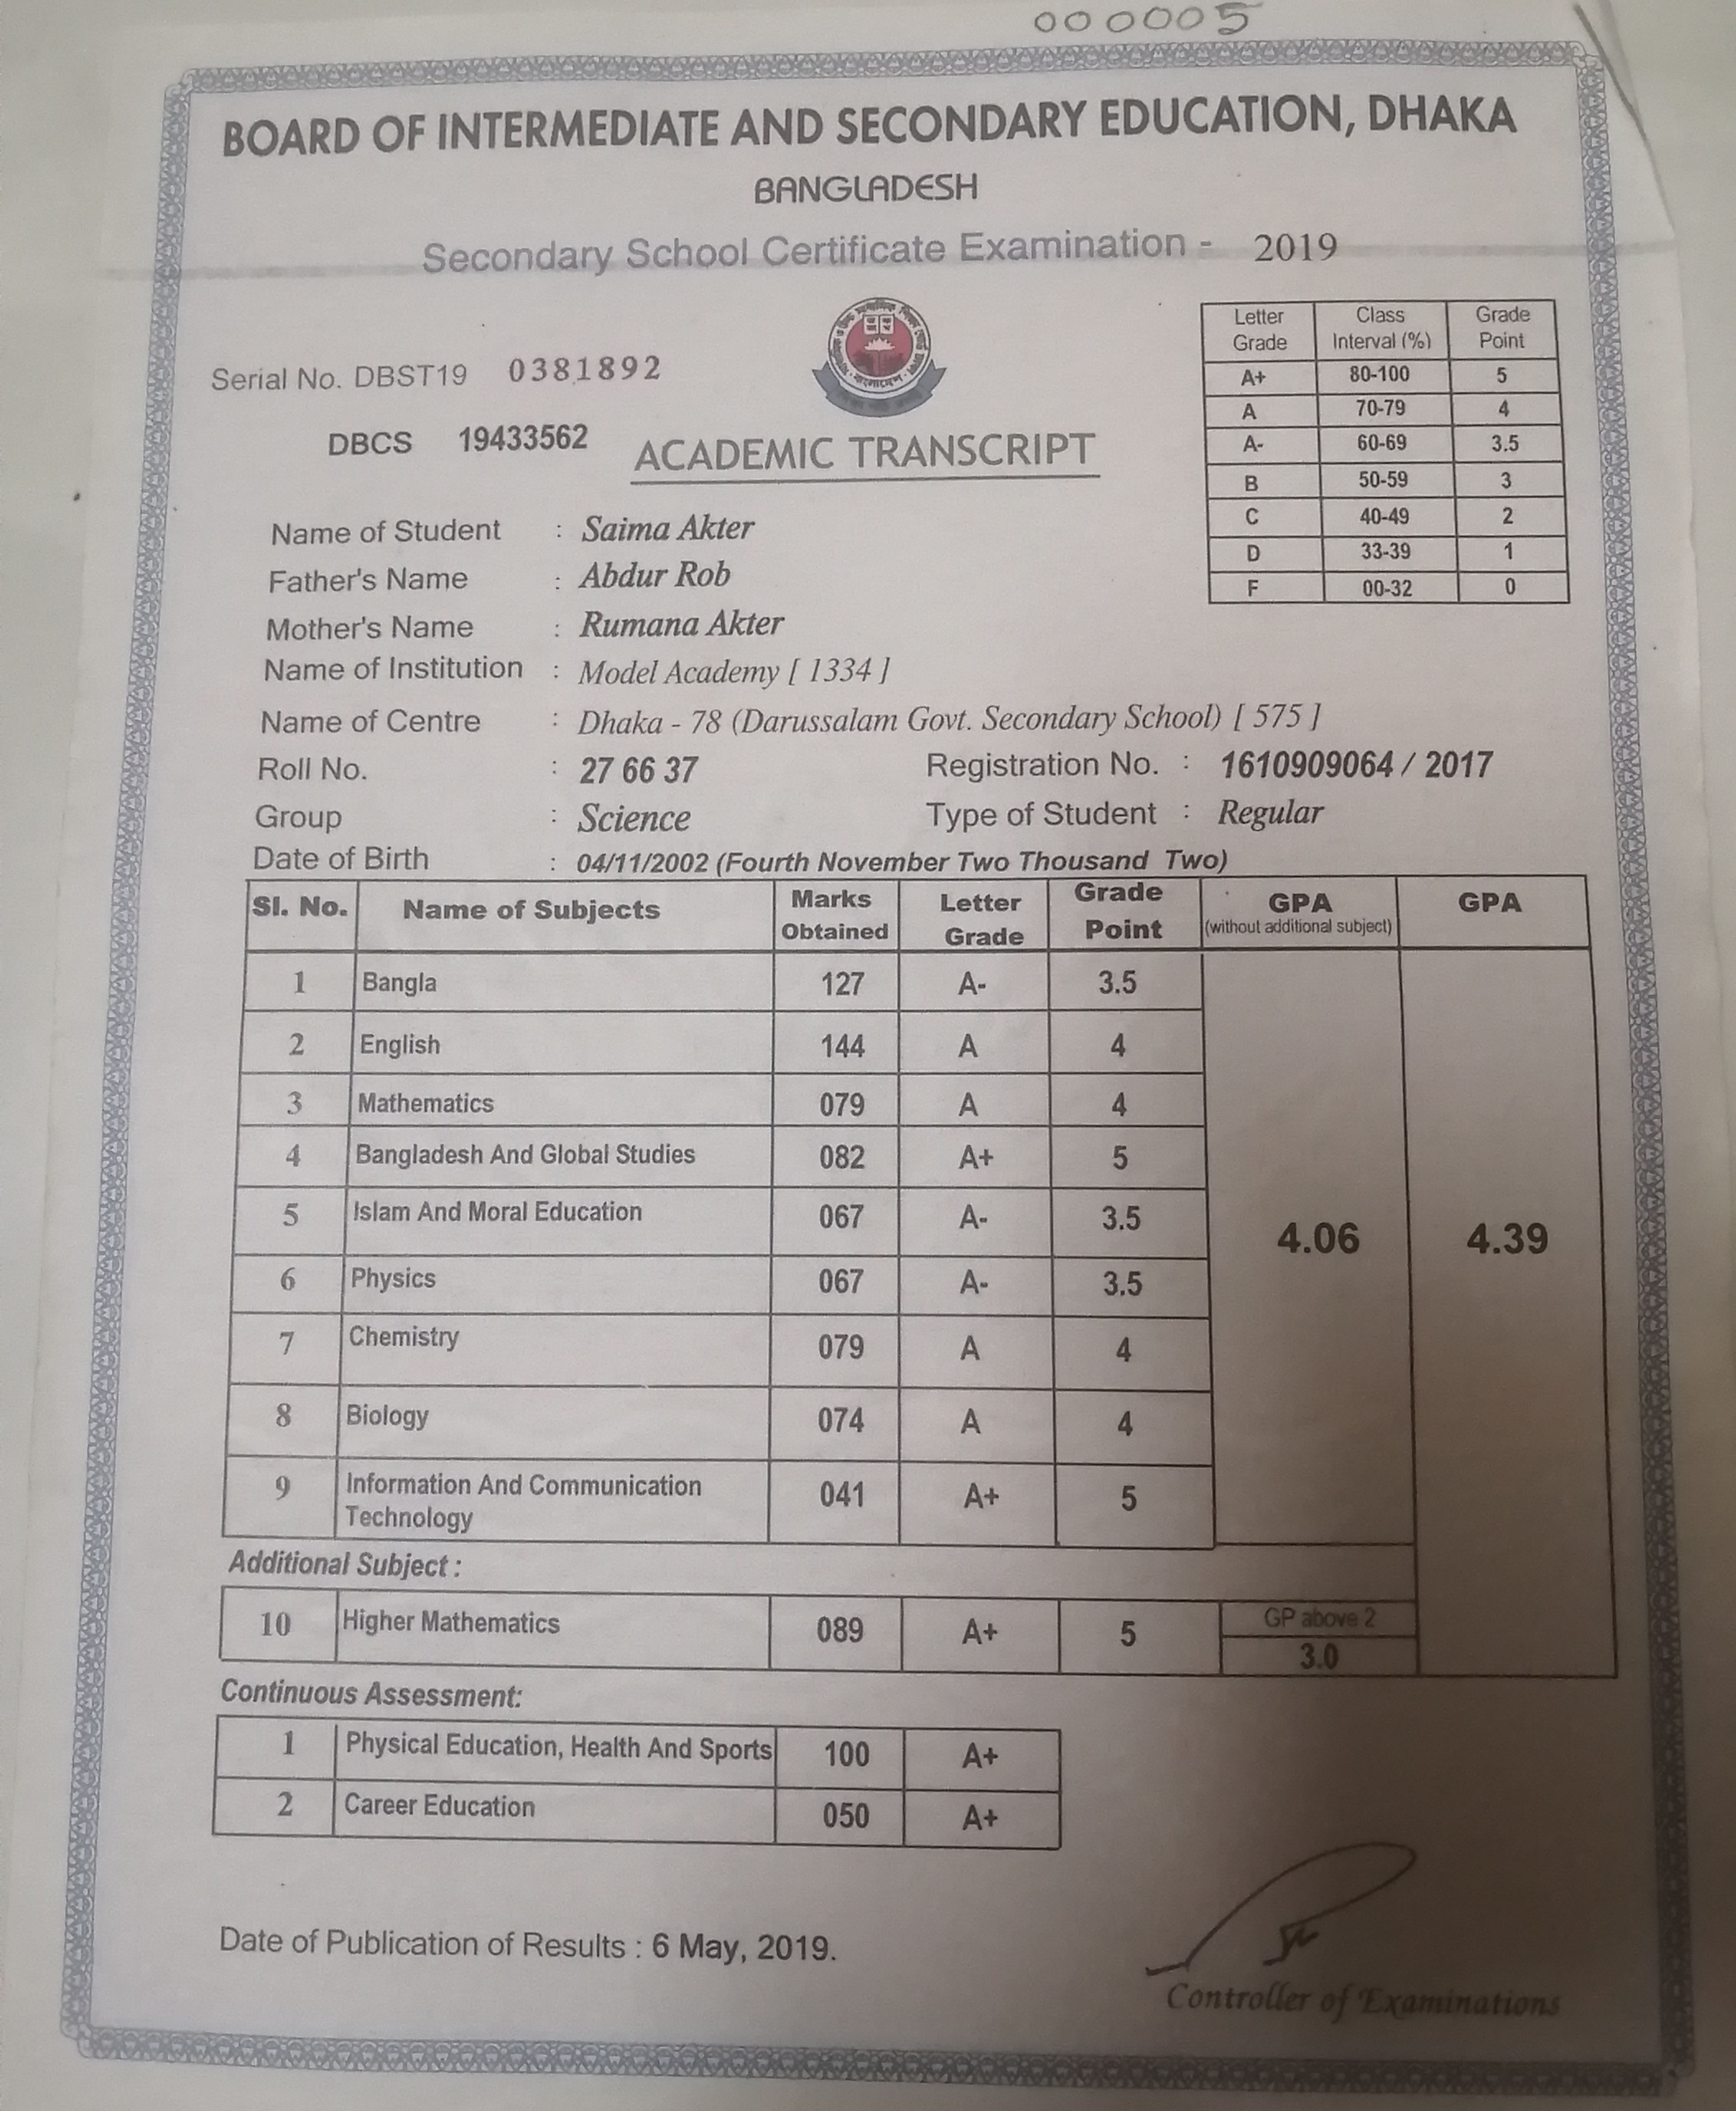 000005
BOARD OF INTERMEDIATE AND SECONDARY EDUCATION, DHAKA
BANGLADESH
Secondary School Certificate Examination - 2019
Letter Grade Class Interval (%) Grade Point
A+ 80-100 5
A 70-79 4
A- 60-69 3.5
B 50-59 3
C 40-49 2
D 33-39 1
F 00-32 0
Serial No. DBST19 0381892
DBCS 19433562
ACADEMIC TRANSCRIPT
Name of Student : Saima Akter
Father's Name : Abdur Rob
Mother's Name : Rumana Akter
Name of Institution : Model Academy [ 1334 ]
Name of Centre : Dhaka - 78 (Darussalam Govt. Secondary School) [ 575 ]
Roll No. : 27 66 37 Registration No. : 1610909064 / 2017
Group : Science Type of Student : Regular
Date of Birth : 04/11/2002 (Fourth November Two Thousand Two)
Sl. No. Name of Subjects Marks Obtained Letter Grade Grade Point GPA (without additional subject) GPA
1 Bangla 127 A- 3.5
2 English 144 A 4
3 Mathematics 079 A 4
4 Bangladesh And Global Studies 082 A+ 5
5 Islam And Moral Education 067 A- 3.5 4.06 4.39
6 Physics 067 A- 3.5
7 Chemistry 079 A 4
8 Biology 074 A 4
9 Information And Communication Technology 041 A+ 5
Additional Subject :
10 Higher Mathematics 089 A+ 5 GP above 2
3.0
Continuous Assessment:
1 Physical Education, Health And Sports 100 A+
2 Career Education 050 A+
Date of Publication of Results : 6 May, 2019.
Controller of Examinations